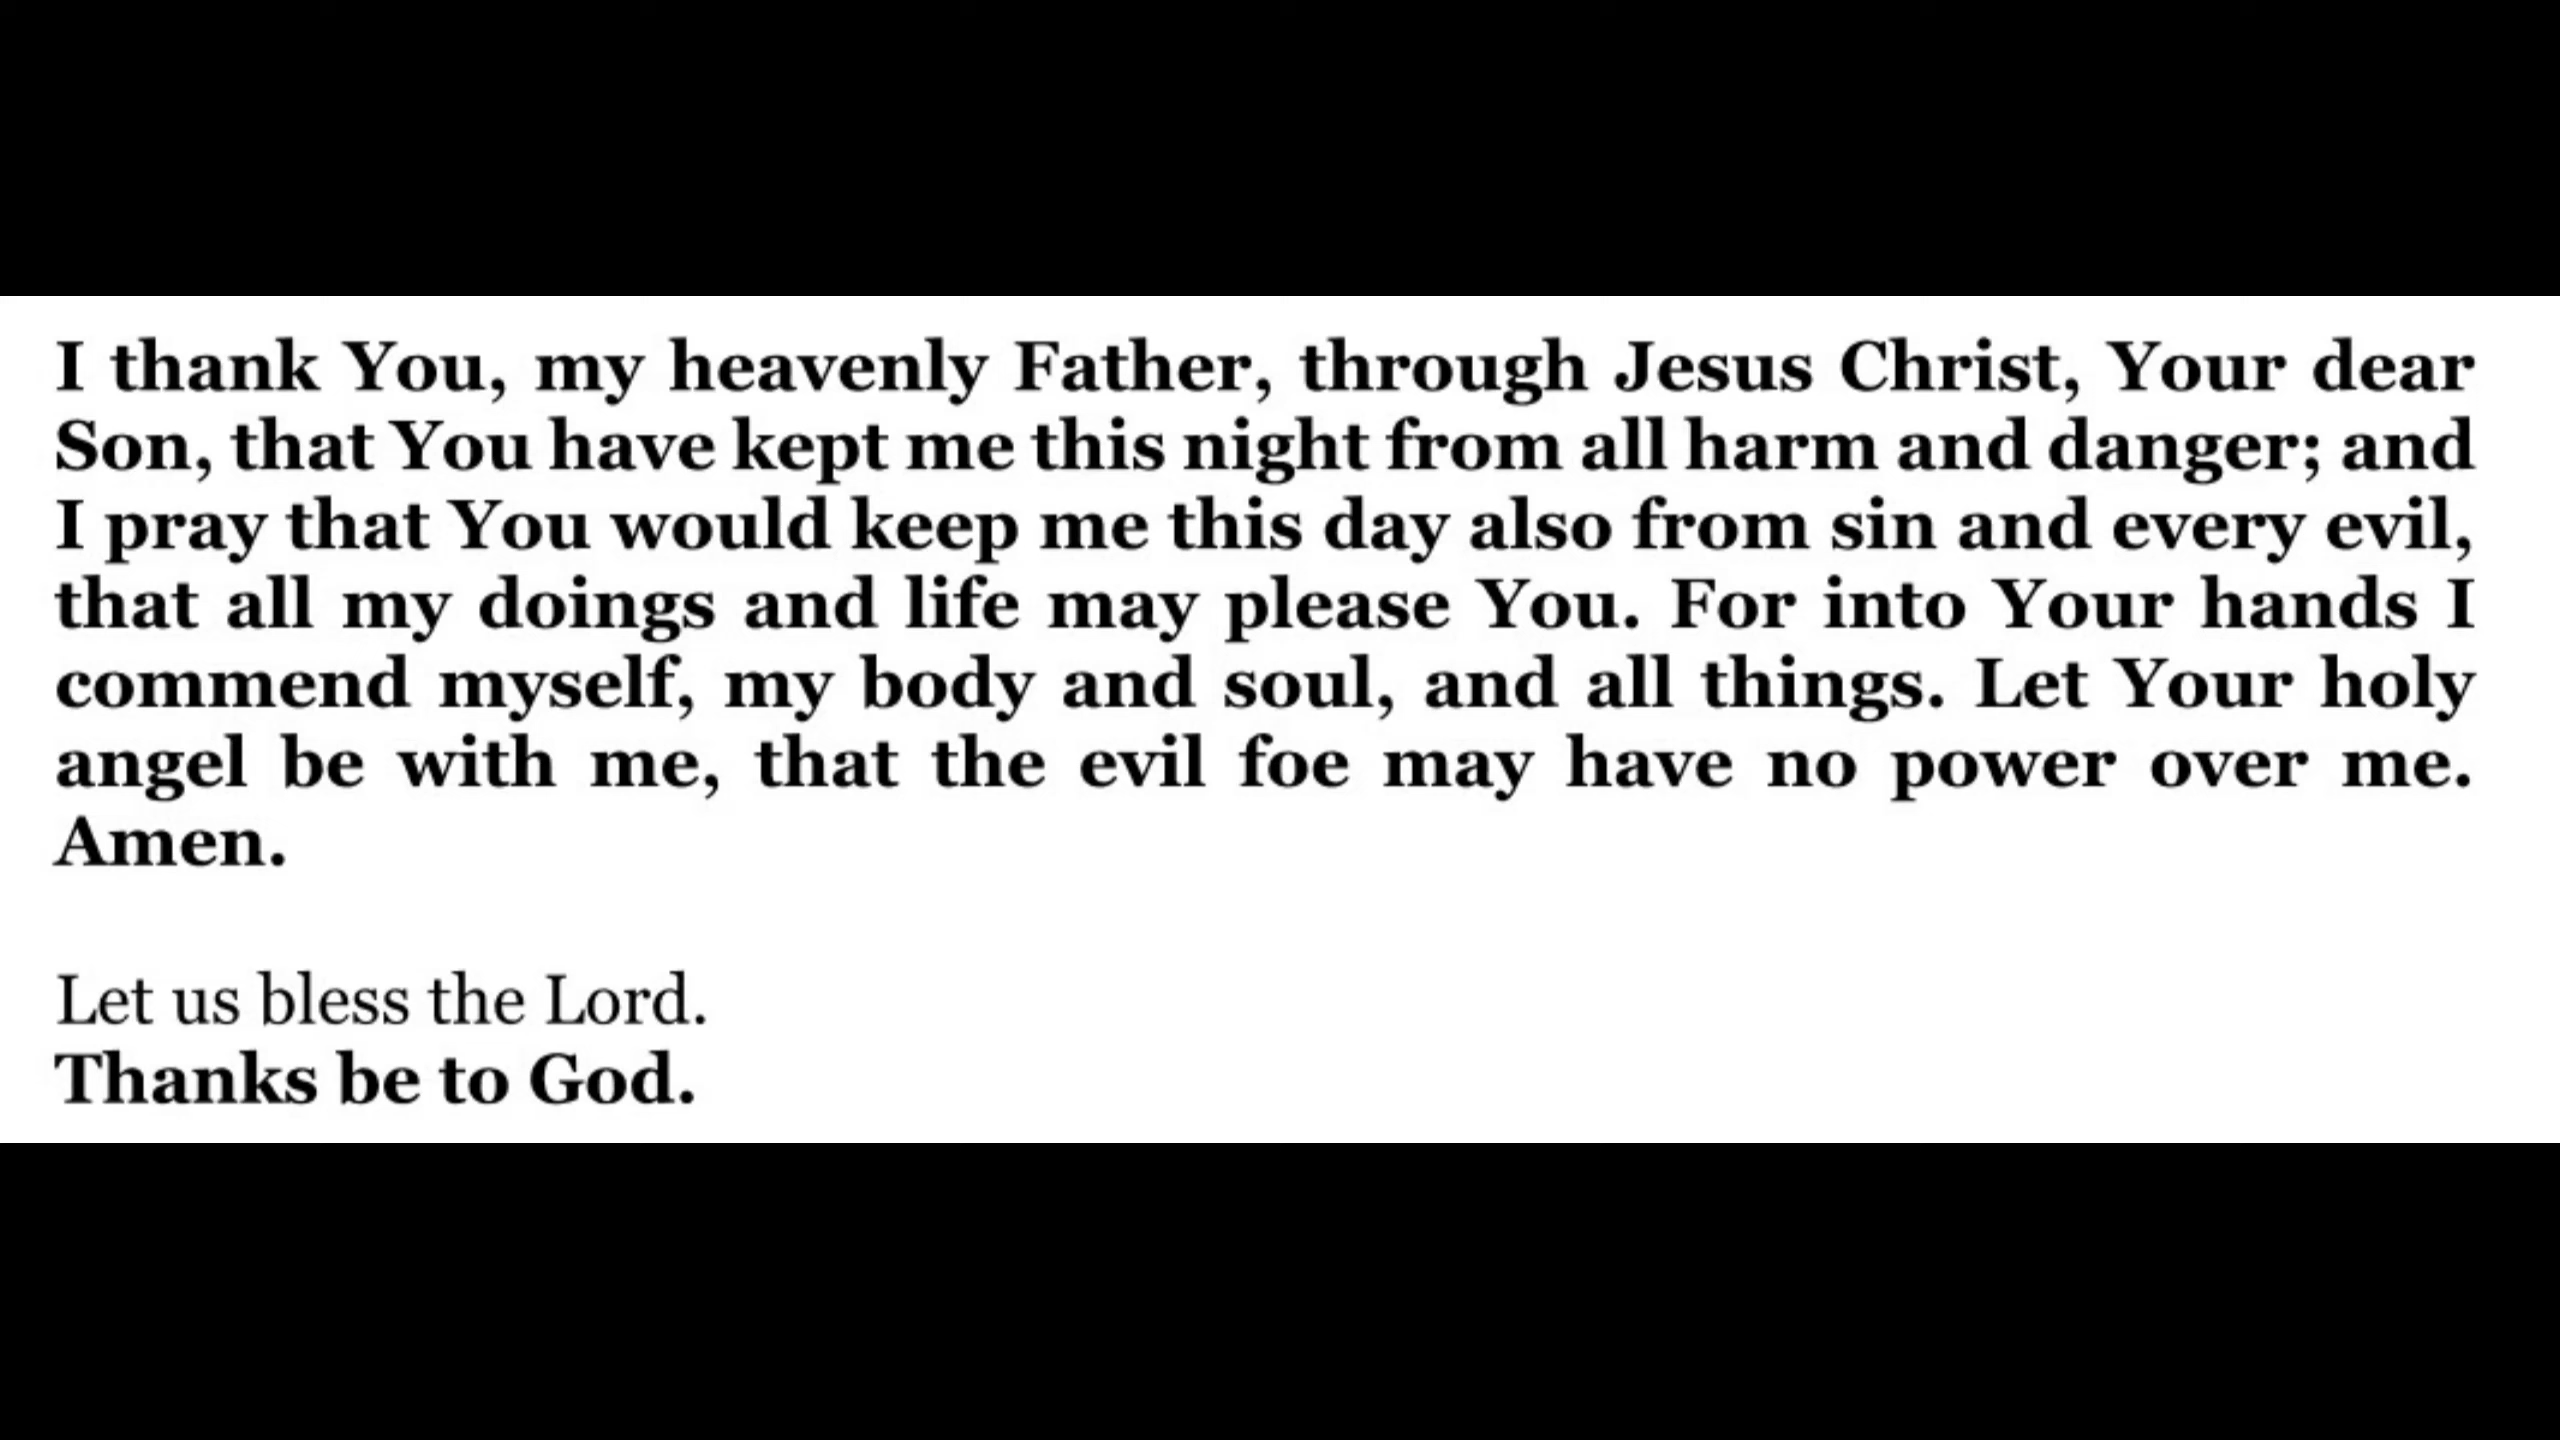 I thank You, my heavenly Father, through Jesus Christ, Your dear
Son, that You have kept me this night from all harm and danger; and
I pray that You would keep me this day also from sin and every evil,
that all my doings and life may please You. For into Your hands I
commend myself, my body and soul, and all things. Let Your holy
angel be with me, that the evil foe may have no power over me.
Amen.
Let us bless the Lord.
Thanks be to God.